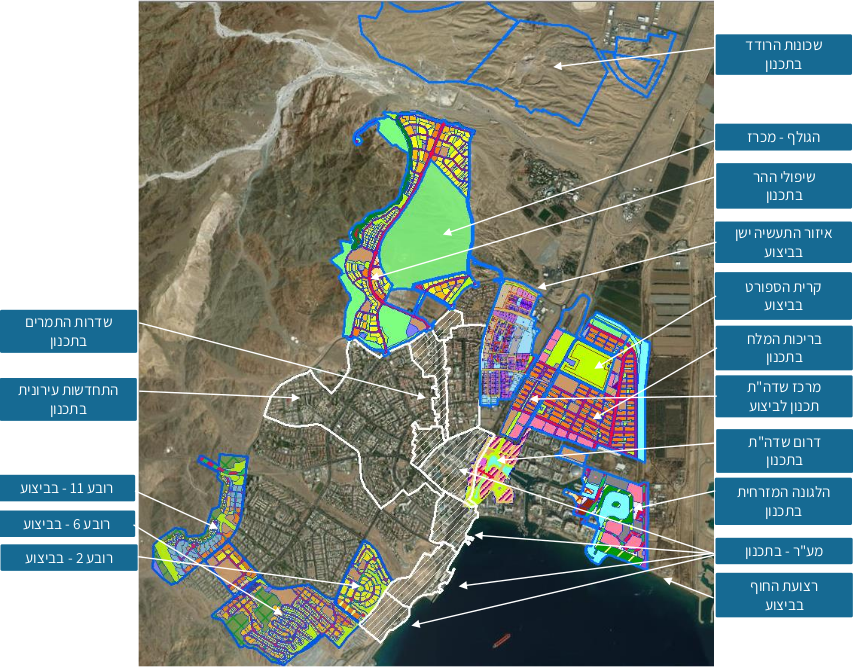 שכונות הרודד
בתכנון
הגולף - מכרז
שיפולי ההר
בתכנון
איזור התעשיה ישן
בביצוע
קרית הספורט
בביצוע
בריכות המלח
בתכנון
מרכז שדה"ת
תכנון לביצוע
דרום שדה"ת
בתכנון
הלגונה המזרחית
בתכנון
מע"ר - בתכנון
רצועת החוף
בביצוע
שדרות התמרים
בתכנון
התחדשות עירונית
בתכנון
רובע 11 - בביצוע
רובע 6 - בביצוע
רובע 2 - בביצוע